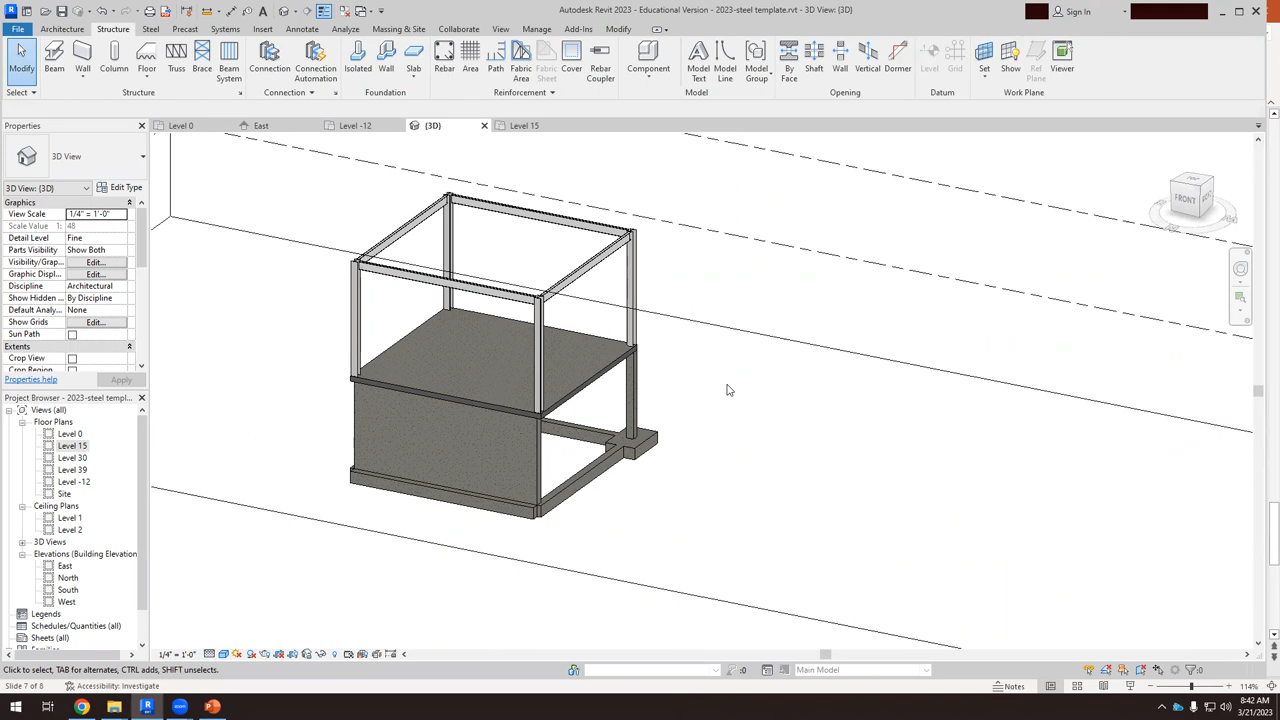 Autodesk Revit 2023 - Educational Version - 2023-steel template.rvt - 3D View: {3D}
Sign In
File Architecture Structure Steel Precast Systems Insert Annotate Analyze Massing & Site Collaborate View Manage Add-Ins Modify
Modify Beam Wall Column Floor Truss Brace Beam System Connection Connection Automation Isolated Wall Slab Rebar Area Path Fabric Area Fabric Sheet Cover Rebar Coupler Component Model Text Model Line Model Group By Face Shaft Wall Vertical Dormer Level Grid Set Show Ref Plane Viewer
Select Structure Connection Foundation Reinforcement Model Opening Datum Work Plane
Properties
Level 0 East Level -12 (3D) Level 15
3D View
3D View: {3D} Edit Type
Graphics
View Scale 1/4" = 1'-0"
Scale Value 1: 48
Detail Level Fine
Parts Visibility Show Both
Visibility/Grap... Edit...
Graphic Displ... Edit...
Discipline Architectural
Show Hidden ... By Discipline
Default Analy... None
Show Grids Edit...
Sun Path
Extents
Crop View
Crop Region
Properties help Apply
Project Browser - 2023-steel templ...
Views (all)
Floor Plans
Level 0
Level 15
Level 30
Level 39
Level -12
Site
Ceiling Plans
Level 1
Level 2
3D Views
Elevations (Building Elevation
East
North
South
West
Legends
Schedules/Quantities (all)
Sheets (all)
TOP
FRONT
1/4" = 1'-0"
Click to select, TAB for alternates, CTRL adds, SHIFT unselects.
:0 Main Model :0
Slide 7 of 8 Accessibility: Investigate Notes 114%
8:42 AM
3/21/2023